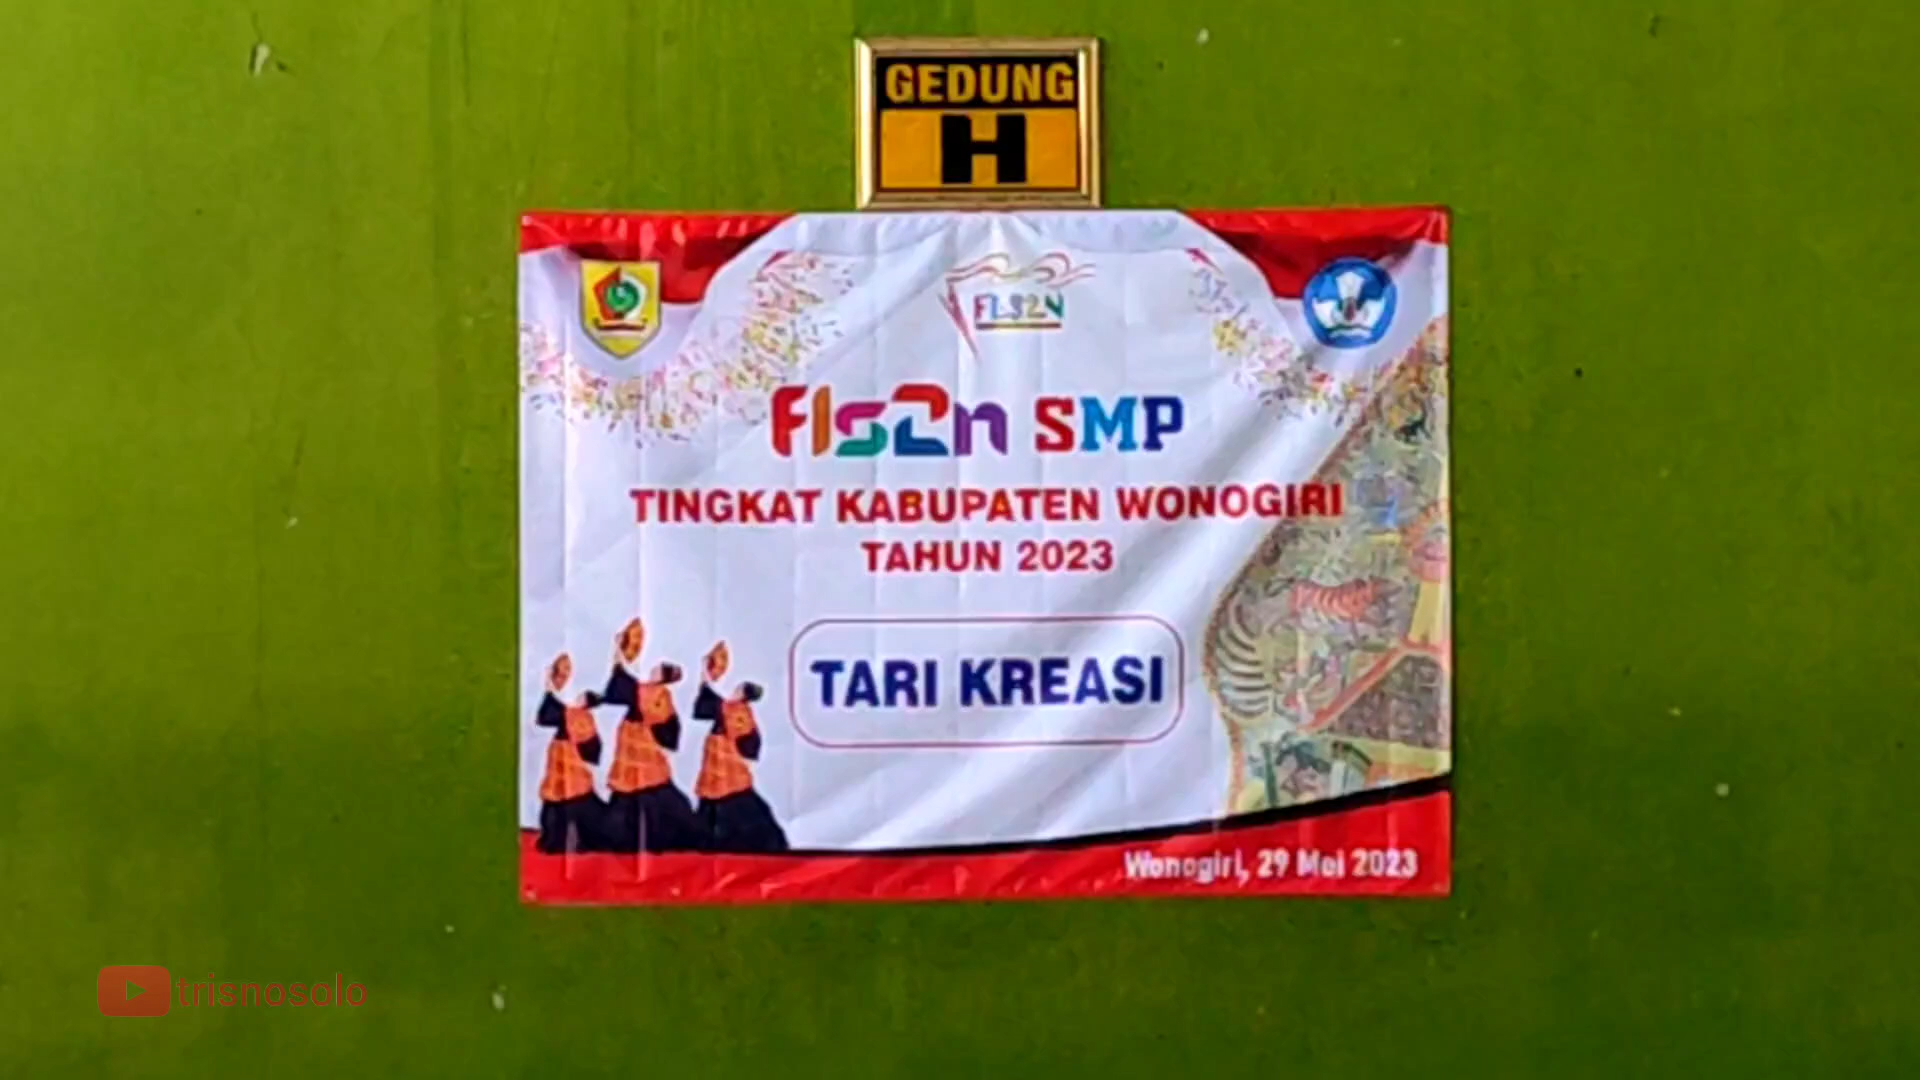 GEDUNG
H
FLS2N
fls2n SMP
TINGKAT KABUPATEN WONOGIRI
TAHUN 2023
TARI KREASI
Wonogiri, 29 Mei 2023
trisnosolo